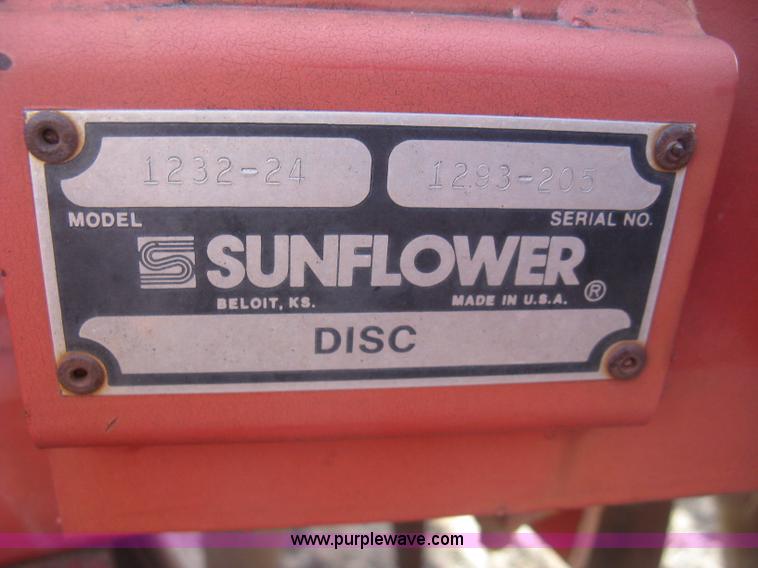 1232-24 1293-205
MODEL SERIAL NO.
SUNFLOWER ®
BELOIT, KS. MADE IN U.S.A.
DISC
www.purplewave.com